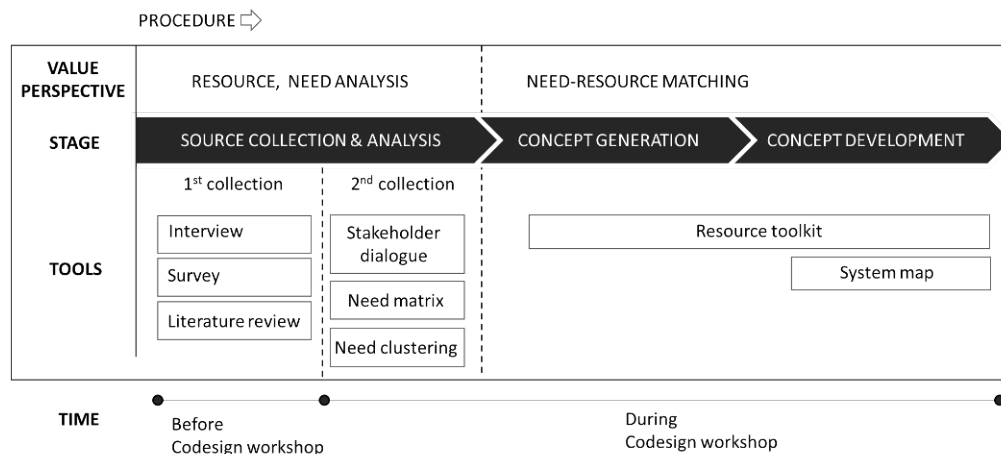 PROCEDURE
VALUE
PERSPECTIVE
RESOURCE, NEED ANALYSIS
NEED-RESOURCE MATCHING
STAGE
SOURCE COLLECTION & ANALYSIS
CONCEPT GENERATION
CONCEPT DEVELOPMENT
1st collection
2nd collection
TOOLS
Interview
Survey
Literature review
Stakeholder
dialogue
Need matrix
Need clustering
Resource toolkit
System map
TIME
Before
Codesign workshop
During
Codesign workshop